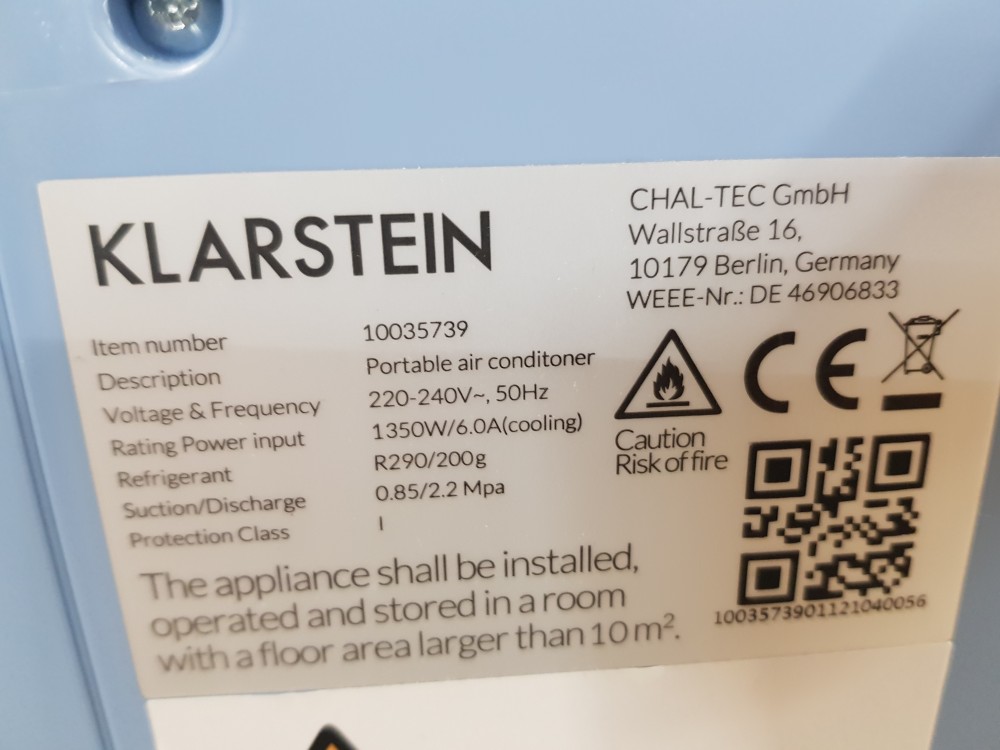 KLARSTEIN
CHAL-TEC GmbH
Wallstraße 16,
10179 Berlin, Germany
WEEE-Nr.: DE 46906833
Item number 10035739
Description Portable air conditoner
Voltage & Frequency 220-240V~, 50Hz
Rating Power input 1350W/6.0A(cooling)
Refrigerant R290/200g
Suction/Discharge 0.85/2.2 Mpa
Protection Class I
Caution
Risk of fire
CE
The appliance shall be installed,
operated and stored in a room
with a floor area larger than 10 m².
1003573901121040056